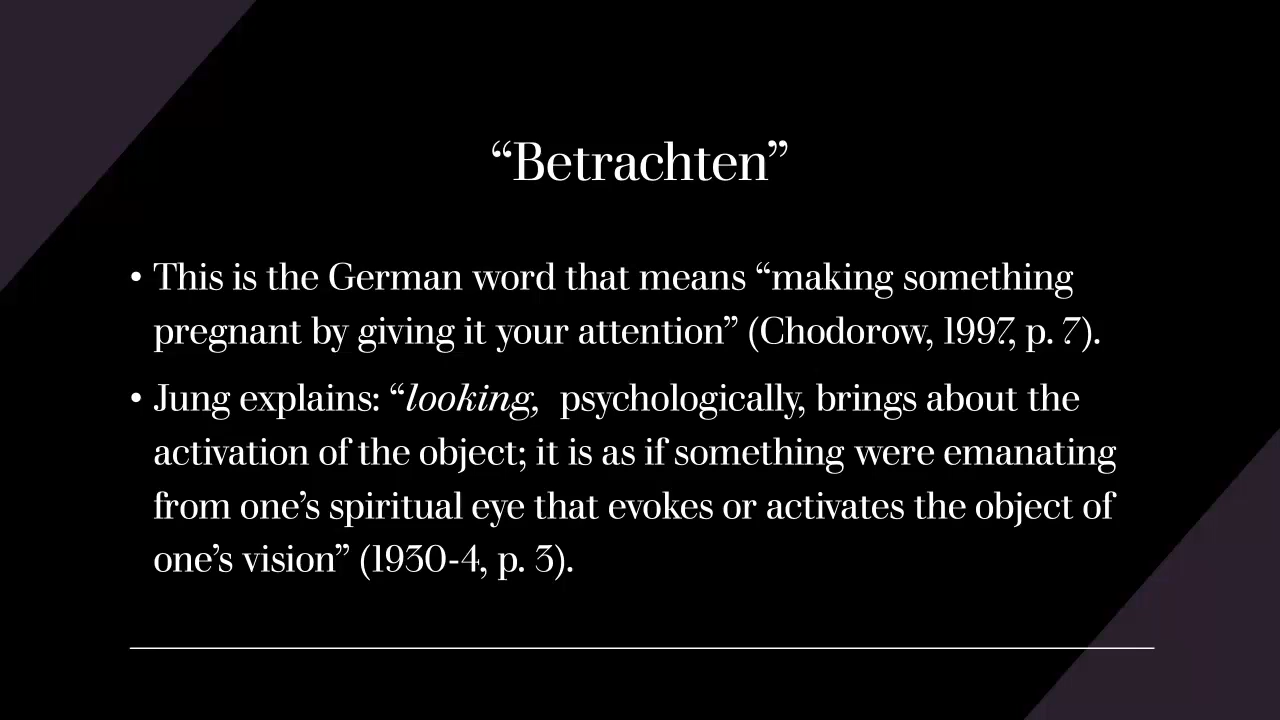 “Betrachten”
• This is the German word that means “making something
pregnant by giving it your attention” (Chodorow, 1997, p. 7).
• Jung explains: “looking, psychologically, brings about the
activation of the object; it is as if something were emanating
from one’s spiritual eye that evokes or activates the object of
one’s vision” (1930-4, p. 3).